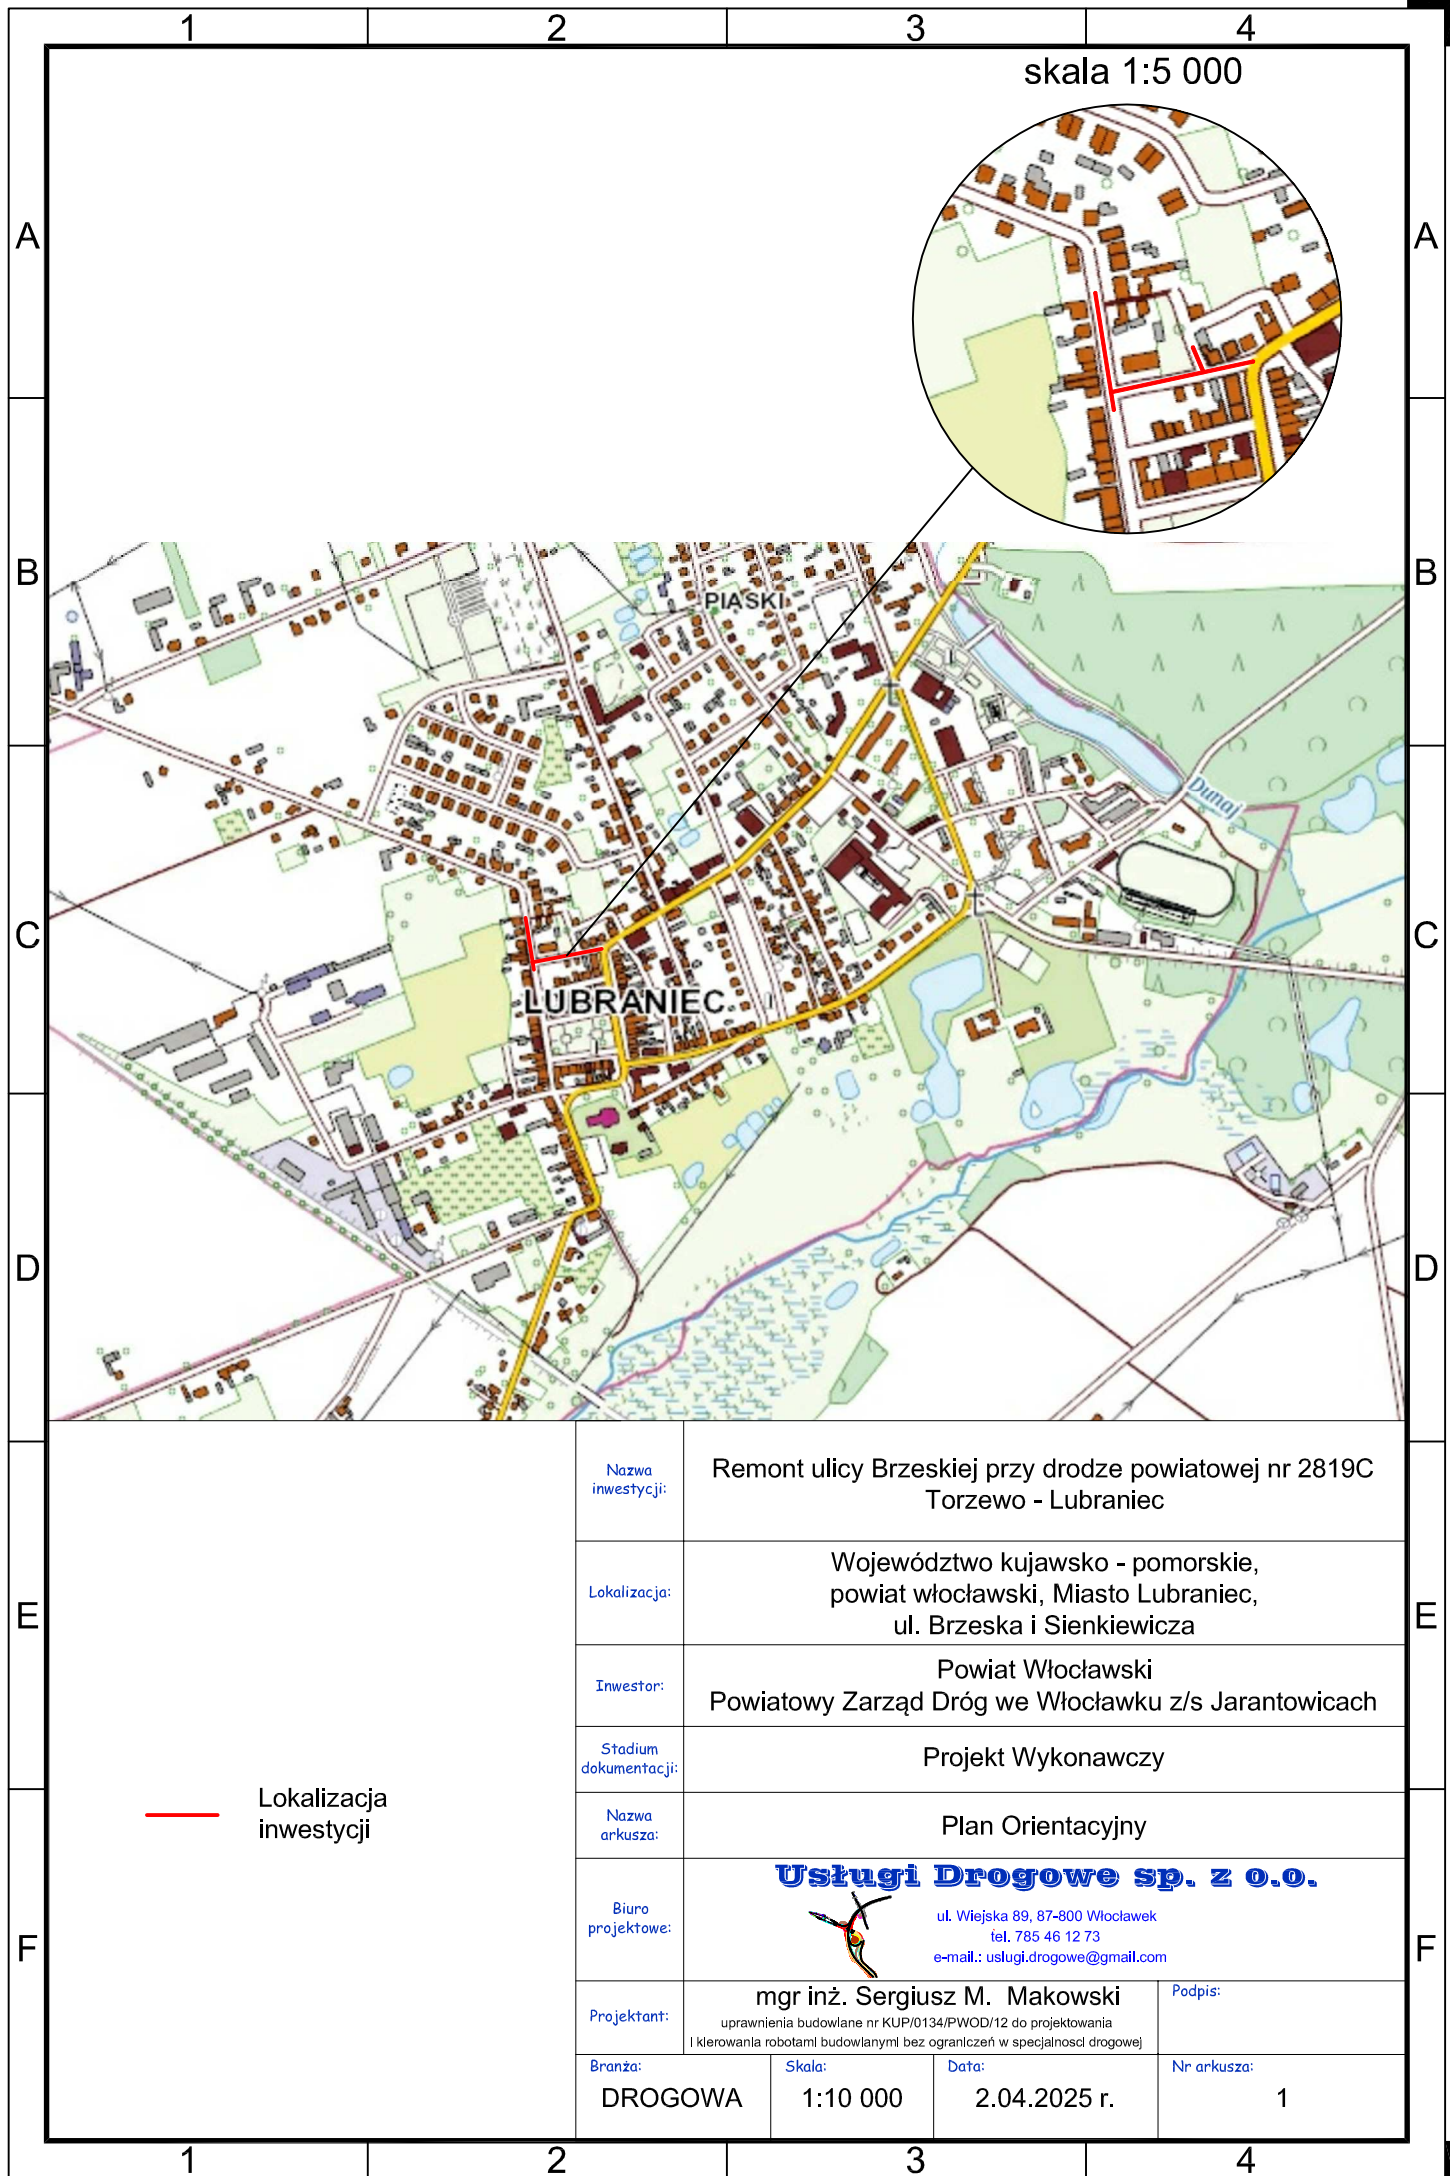 1 2 3 4
skala 1:5 000
A A
B B
PIASKI
Dunaj
C C
LUBRANIEC
D D
Nazwa
inwestycji:
Remont ulicy Brzeskiej przy drodze powiatowej nr 2819C
Torzewo - Lubraniec
Lokalizacja:
Województwo kujawsko - pomorskie,
powiat włocławski, Miasto Lubraniec,
ul. Brzeska i Sienkiewicza
E E
Inwestor:
Powiat Włocławski
Powiatowy Zarząd Dróg we Włocławku z/s Jarantowicach
Stadium
dokumentacji:
Projekt Wykonawczy
Lokalizacja
inwestycji
Nazwa
arkusza:
Plan Orientacyjny
Biuro
projektowe:
Usługi Drogowe sp. z o.o.
ul. Wiejska 89, 87-800 Włocławek
tel. 785 46 12 73
e-mail.: uslugi.drogowe@gmail.com
F F
Projektant:
mgr inż. Sergiusz M. Makowski
uprawnienia budowlane nr KUP/0134/PWOD/12 do projektowania
i kierowania robotami budowlanymi bez ograniczeń w specjalnosci drogowej
Podpis:
Branża:
DROGOWA
Skala:
1:10 000
Data:
2.04.2025 r.
Nr arkusza:
1
1 2 3 4